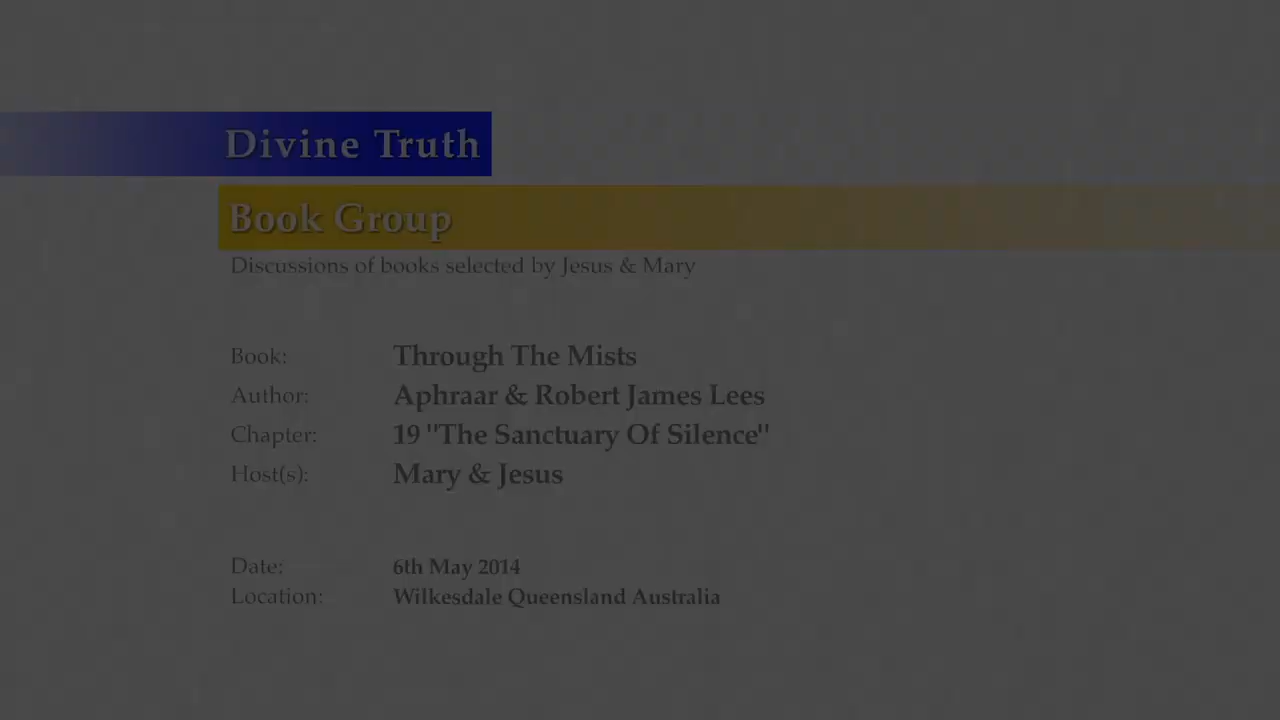 Divine Truth
Book Group
Discussions of books selected by Jesus & Mary
Book: Through The Mists
Author: Aphraar & Robert James Lees
Chapter: 19 "The Sanctuary Of Silence"
Host(s): Mary & Jesus
Date: 6th May 2014
Location: Wilkesdale Queensland Australia